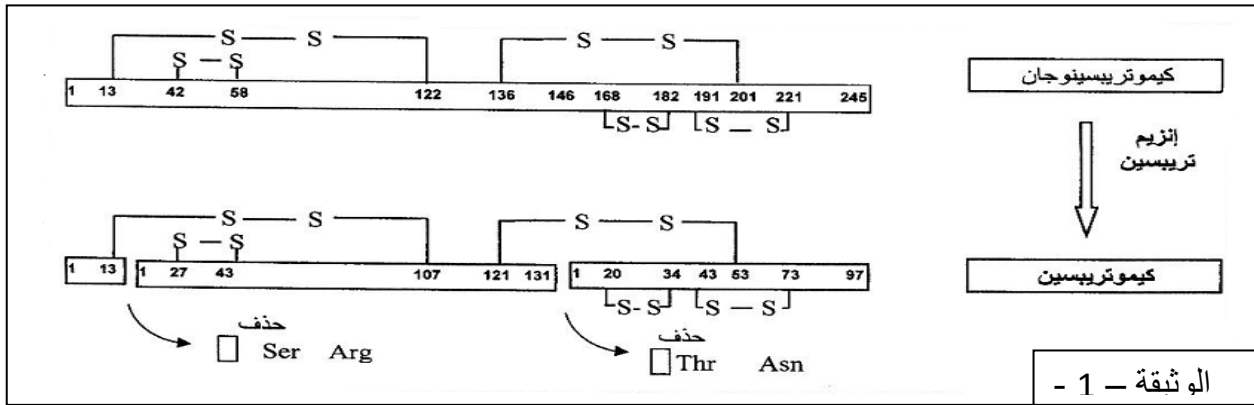 S — S
S – S
1 13 42 58 122 136 146 168 182 191 201 221 245
S- S S — S
كيموتريبسينوجان
إنزيم
تريبسين
S — S S — S
S – S
1 13 1 27 43 107 121 131 1 20 34 43 53 73 97
S- S S — S
كيموتريبسين
حذف
Ser Arg
حذف
Thr Asn
الوثيقة – 1 -